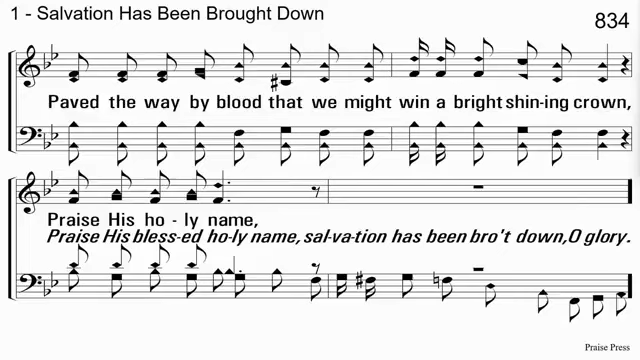 1 - Salvation Has Been Brought Down
834
Paved the way by blood that we might win a bright shin-ing crown,
Praise His ho - ly name,
Praise His bless-ed ho-ly name, sal-va-tion has been bro't down, O glory.
Praise Press